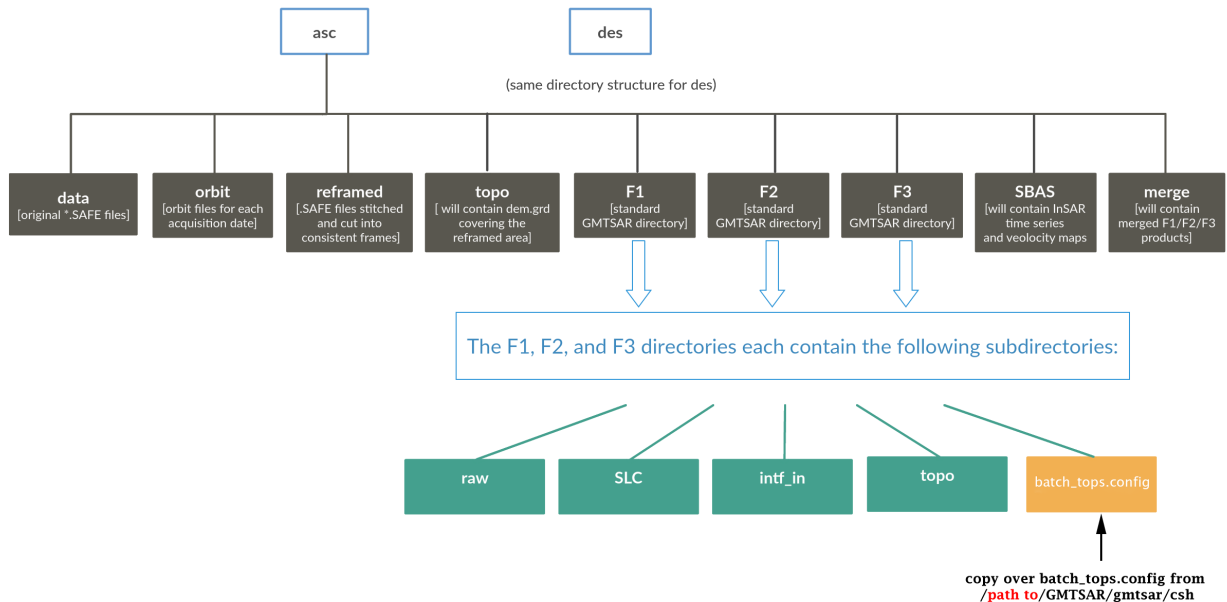 asc
des
(same directory structure for des)
data
[original *.SAFE files]
orbit
[orbit files for each
acquisition date]
reframed
[.SAFE files stitched
and cut into
consistent frames]
topo
[ will contain dem.grd
covering the
reframed area]
F1
[standard
GMTSAR directory]
F2
[standard
GMTSAR directory]
F3
[standard
GMTSAR directory]
SBAS
[will contain InSAR
time series
and veolocity maps
merge
[will contain
merged F1/F2/F3
products]
The F1, F2, and F3 directories each contain the following subdirectories:
raw
SLC
intf_in
topo
batch_tops.config
copy over batch_tops.config from
/path to/GMTSAR/gmtsar/csh